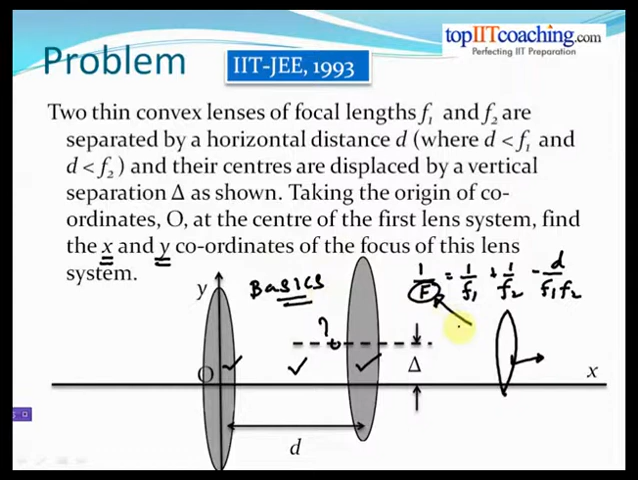 topIITcoaching.com
Perfecting IIT Preparation
Problem
IIT-JEE, 1993
Two thin convex lenses of focal lengths f₁ and f₂ are
separated by a horizontal distance d (where d < f₁ and
d < f₂ ) and their centres are displaced by a vertical
separation Δ as shown. Taking the origin of co-
ordinates, O, at the centre of the first lens system, find
the x and y co-ordinates of the focus of this lens
system.
y
Basics
1/F = 1/f₁ + 1/f₂ - d/f₁f₂
O
Δ
x
d